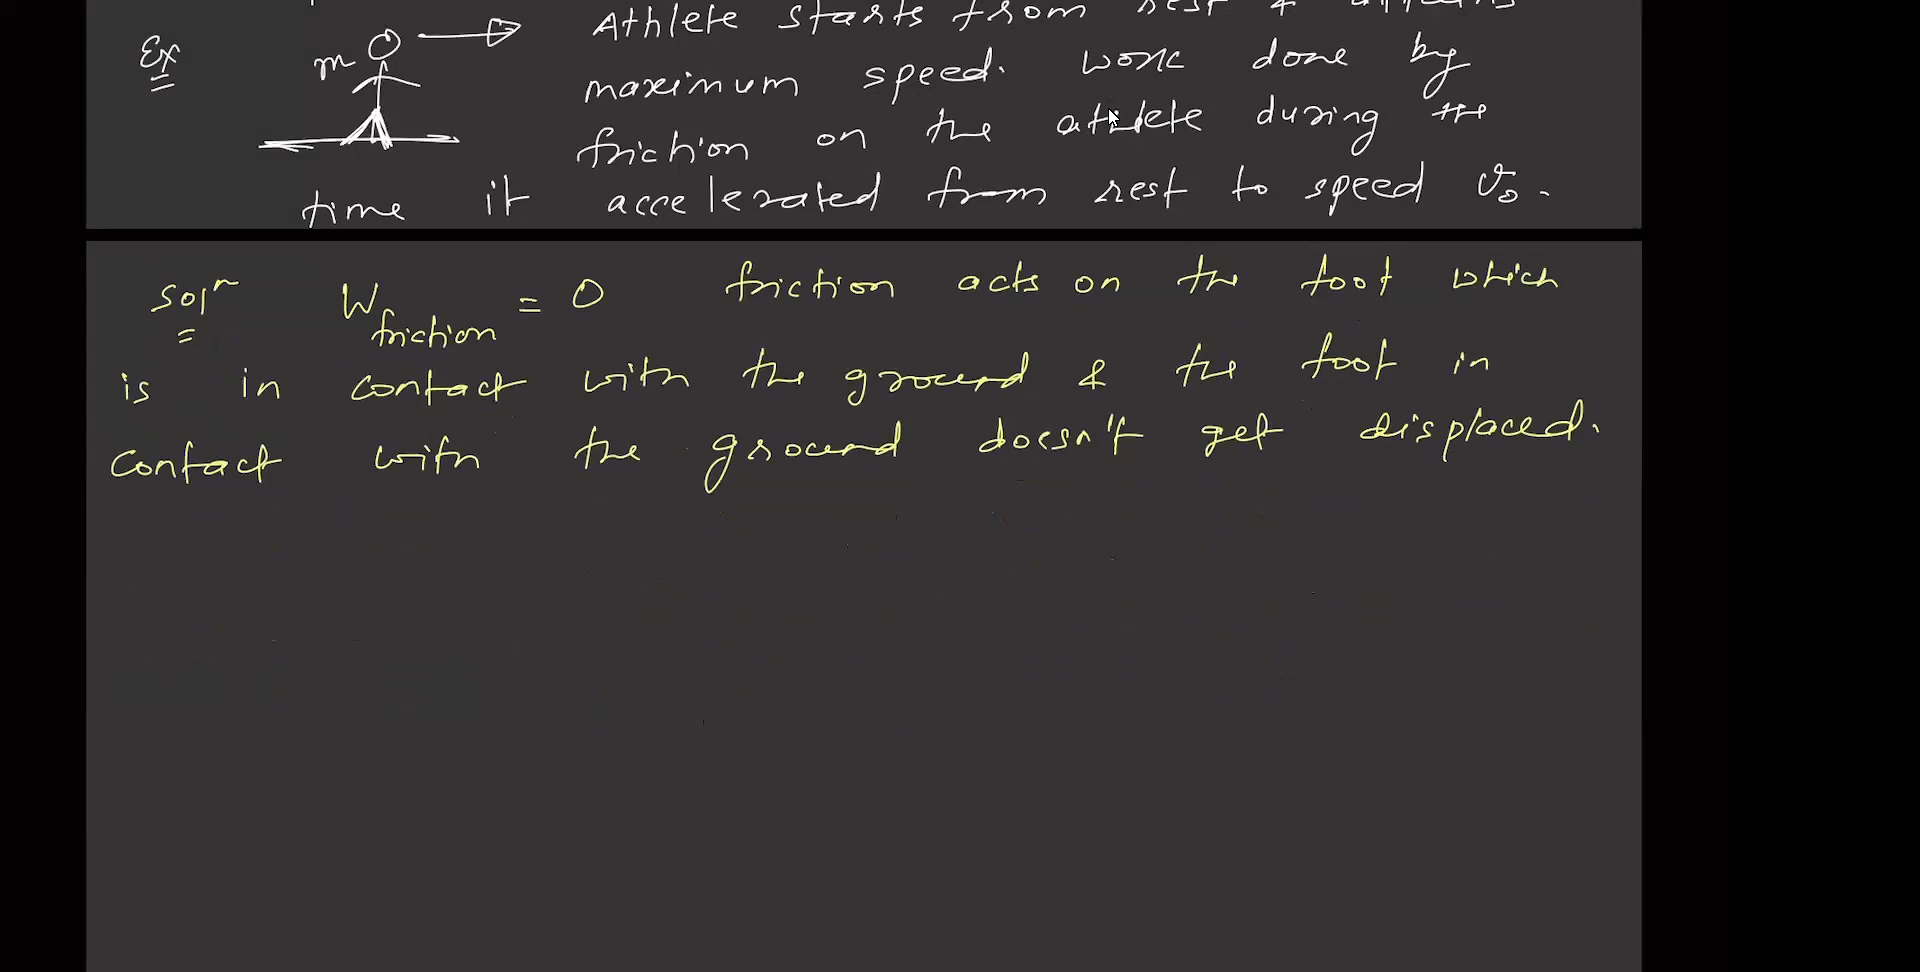 Ex
m
Athlete starts from rest &
maximum speed. Work done by
friction on the athlete during the
time it accelerated from rest to speed v₀.
Solⁿ W friction = 0 friction acts on the foot which
is in contact with the ground & the foot in
contact with the ground doesn't get displaced.